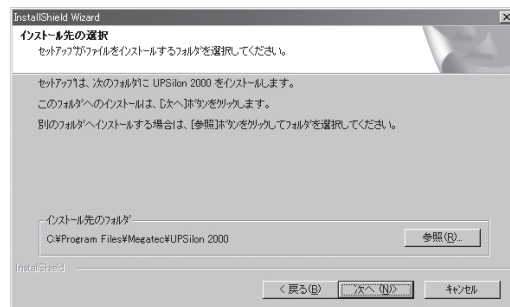 InstallShield Wizard
インストール先の選択
セットアップがファイルをインストールするフォルダを選択してください。
セットアップは、次のフォルダに UPSilon 2000 をインストールします。
このフォルダへのインストールは、[次へ]ボタンをクリックします。
別のフォルダへインストールする場合は、[参照]ボタンをクリックしてフォルダを選択してください。
インストール先のフォルダ
C:¥Program Files¥Megatec¥UPSilon 2000
参照(R)...
InstallShield
< 戻る(B)
次へ (N)>
キャンセル